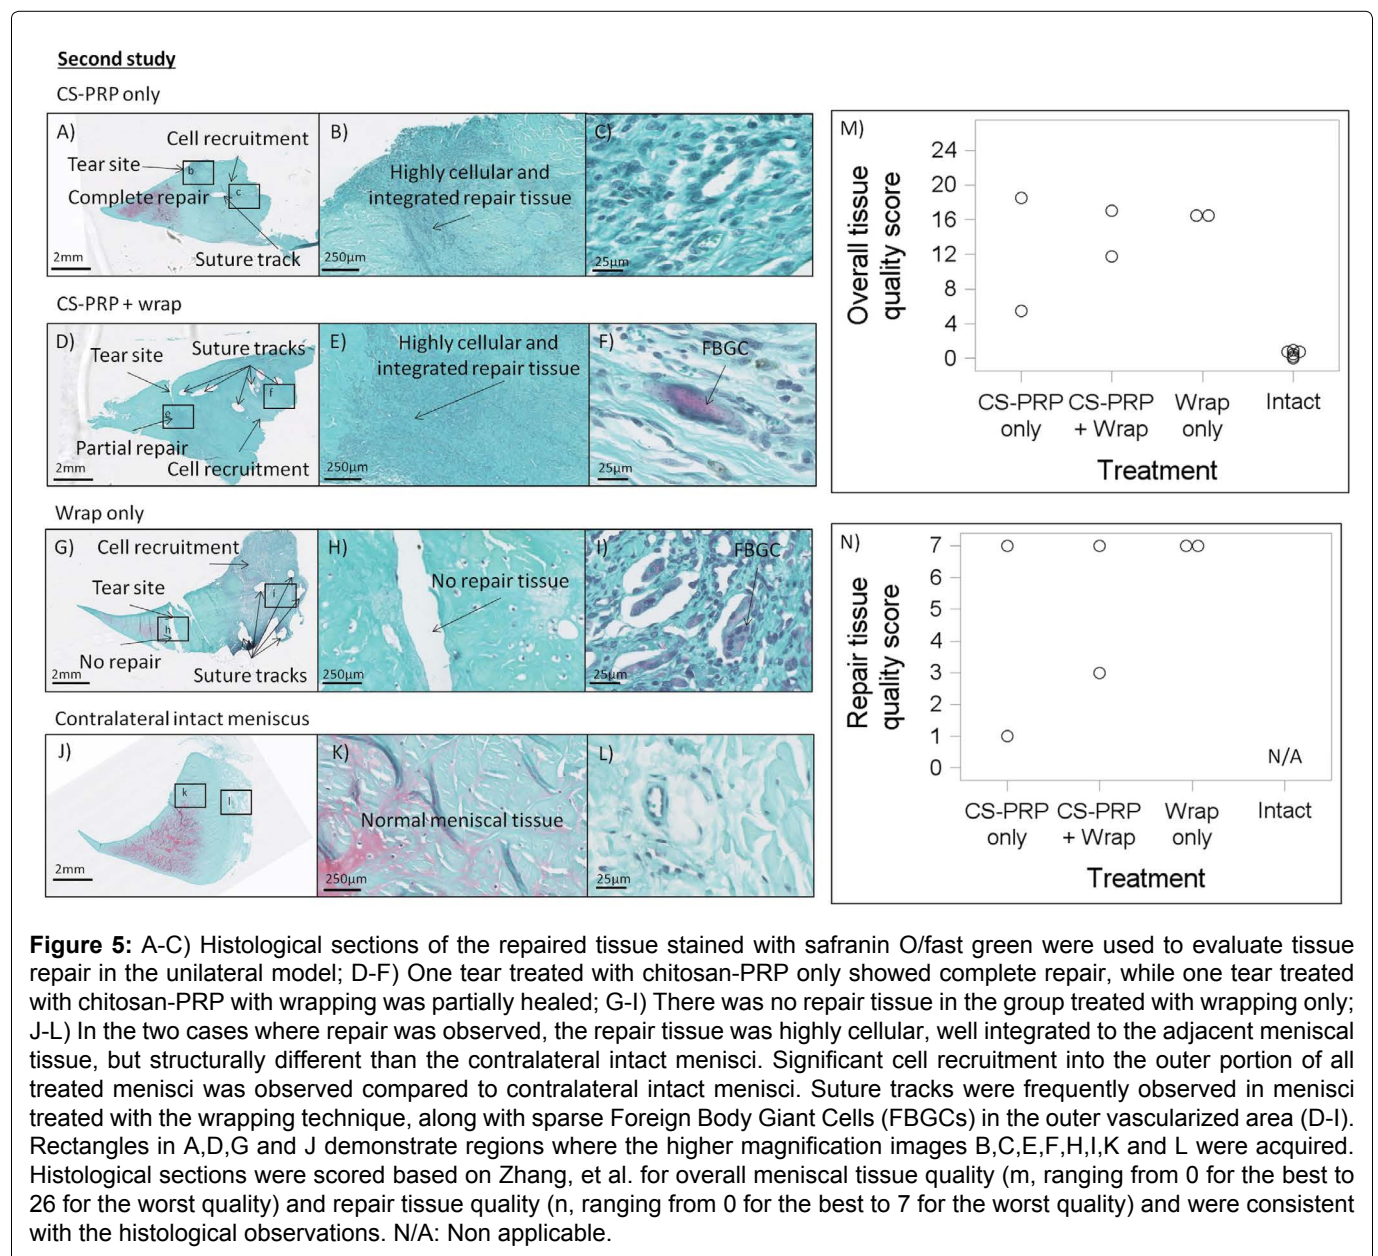 Second study
CS-PRP only
A)
Cell recruitment
Tear site
b
Complete repair
c
Suture track
2mm
B)
Highly cellular and
integrated repair tissue
250µm
C)
25µm
CS-PRP + wrap
D)
Tear site
Suture tracks
f
e
Partial repair
Cell recruitment
2mm
E)
Highly cellular and
integrated repair tissue
250µm
F)
FBGC
25µm
Wrap only
G)
Cell recruitment
Tear site
i
h
No repair
Suture tracks
2mm
H)
No repair tissue
250µm
I)
FBGC
25µm
Contralateral intact meniscus
J)
k
l
2mm
K)
Normal meniscal tissue
250µm
L)
25µm
M)
Overall tissue
quality score
24
20
16
12
8
4
0
CS-PRP only
CS-PRP + Wrap
Wrap only
Intact
Treatment
N)
Repair tissue
quality score
7
6
5
4
3
2
1
0
N/A
CS-PRP only
CS-PRP + Wrap
Wrap only
Intact
Treatment
Figure 5: A-C) Histological sections of the repaired tissue stained with safranin O/fast green were used to evaluate tissue
repair in the unilateral model; D-F) One tear treated with chitosan-PRP only showed complete repair, while one tear treated
with chitosan-PRP with wrapping was partially healed; G-I) There was no repair tissue in the group treated with wrapping only;
J-L) In the two cases where repair was observed, the repair tissue was highly cellular, well integrated to the adjacent meniscal
tissue, but structurally different than the contralateral intact menisci. Significant cell recruitment into the outer portion of all
treated menisci was observed compared to contralateral intact menisci. Suture tracks were frequently observed in menisci
treated with the wrapping technique, along with sparse Foreign Body Giant Cells (FBGCs) in the outer vascularized area (D-I).
Rectangles in A,D,G and J demonstrate regions where the higher magnification images B,C,E,F,H,I,K and L were acquired.
Histological sections were scored based on Zhang, et al. for overall meniscal tissue quality (m, ranging from 0 for the best to
26 for the worst quality) and repair tissue quality (n, ranging from 0 for the best to 7 for the worst quality) and were consistent
with the histological observations. N/A: Non applicable.